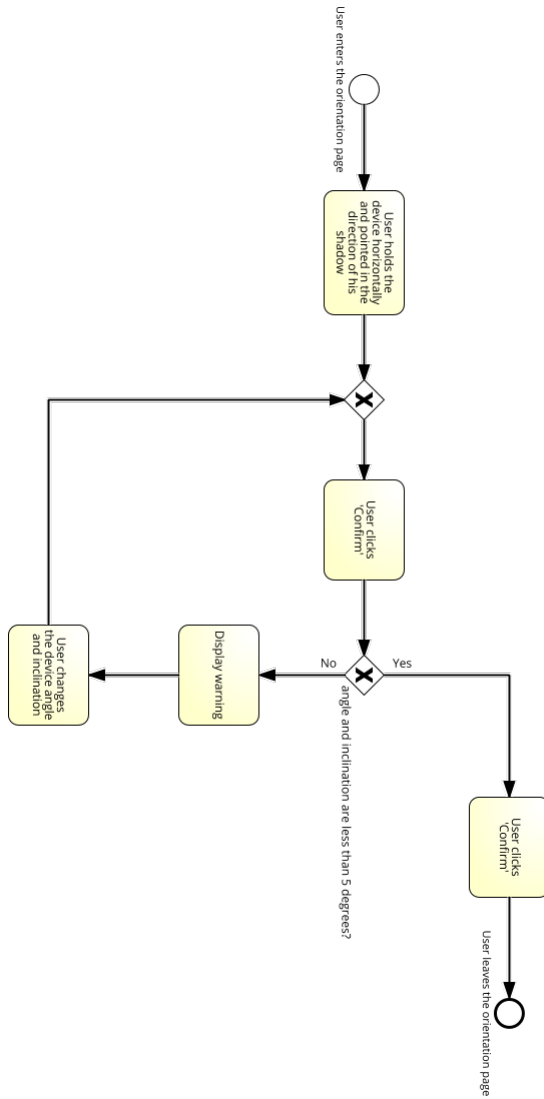 User enters the orientation page
User holds the
device horizontally
and pointed in the
direction of his
shadow
User clicks
'Confirm'
angle and inclination are less than 5 degrees?
Yes
No
Display warning
User changes
the device angle
and inclination
User clicks
'Confirm'
User leaves the orientation page